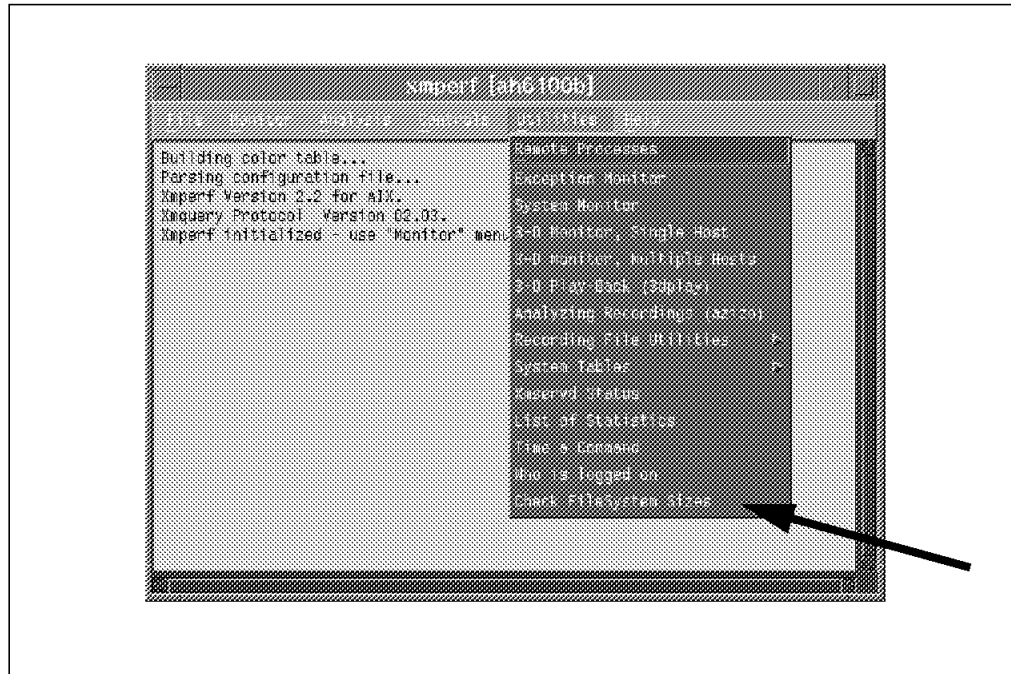 xmperf [ah6100b]
File Monitor Analysis Controls Utilities Help
Building color table...
Parsing configuration file...
Xmperf Version 2.2 for AIX.
Xmquery Protocol Version 02.03.
Xmperf initialized - use "Monitor" menu
Remote Processes
Exception Monitor
System Monitor
3-D Monitor, Single Host
3-D Monitor, Multiple Hosts
3-D Play-Back (3dplay)
Analyzing Recordings (azizo)
Recording File Utilities
System Tables
Xmservd Status
List of Statistics
Time a Command
Who is logged on
Check FileSystem Sizes